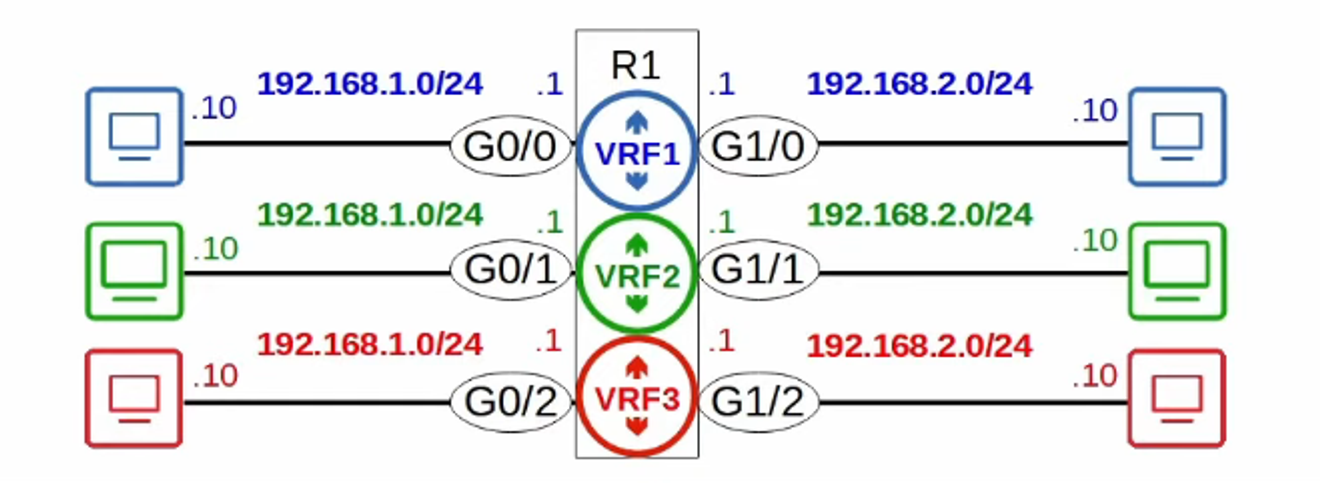 R1
192.168.1.0/24 .1 .1 192.168.2.0/24
.10 .10
G0/0 VRF1 G1/0
192.168.1.0/24 .1 .1 192.168.2.0/24
.10 .10
G0/1 VRF2 G1/1
192.168.1.0/24 .1 .1 192.168.2.0/24
.10 .10
G0/2 VRF3 G1/2